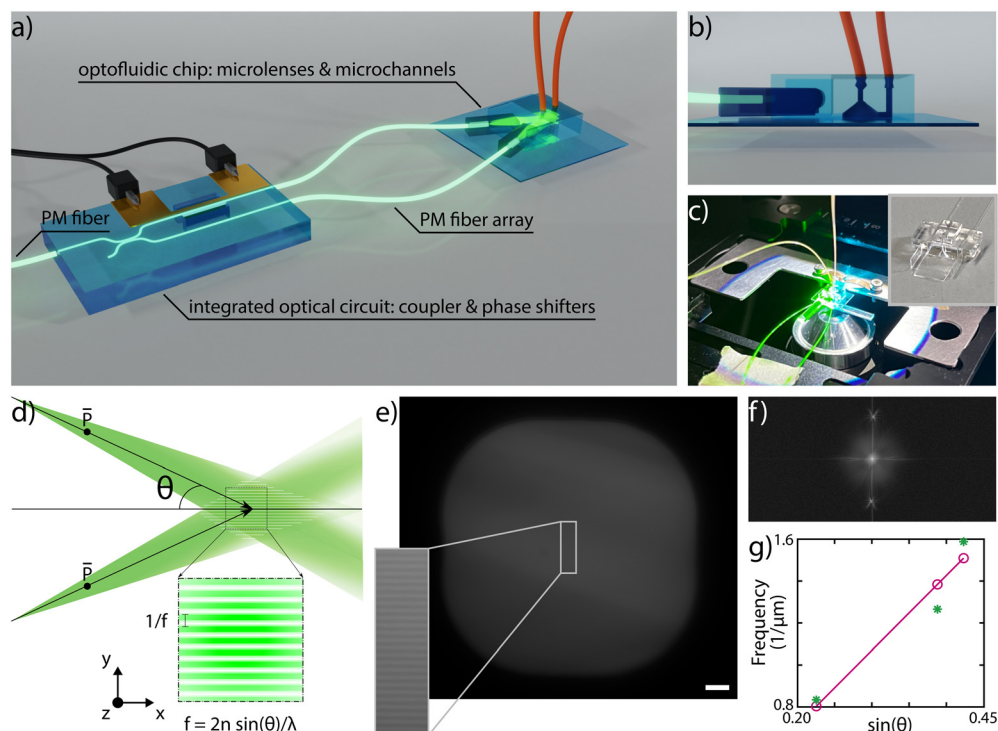 a)
optofluidic chip: microlenses & microchannels
PM fiber
PM fiber array
integrated optical circuit: coupler & phase shifters
b)
c)
d)
P̅
θ
P̅
1/f
y
z
x
f = 2n sin(θ)/λ
e)
f)
g)
1.6
Frequency
(1/μm)
0.8
0.20
0.45
sin(θ)